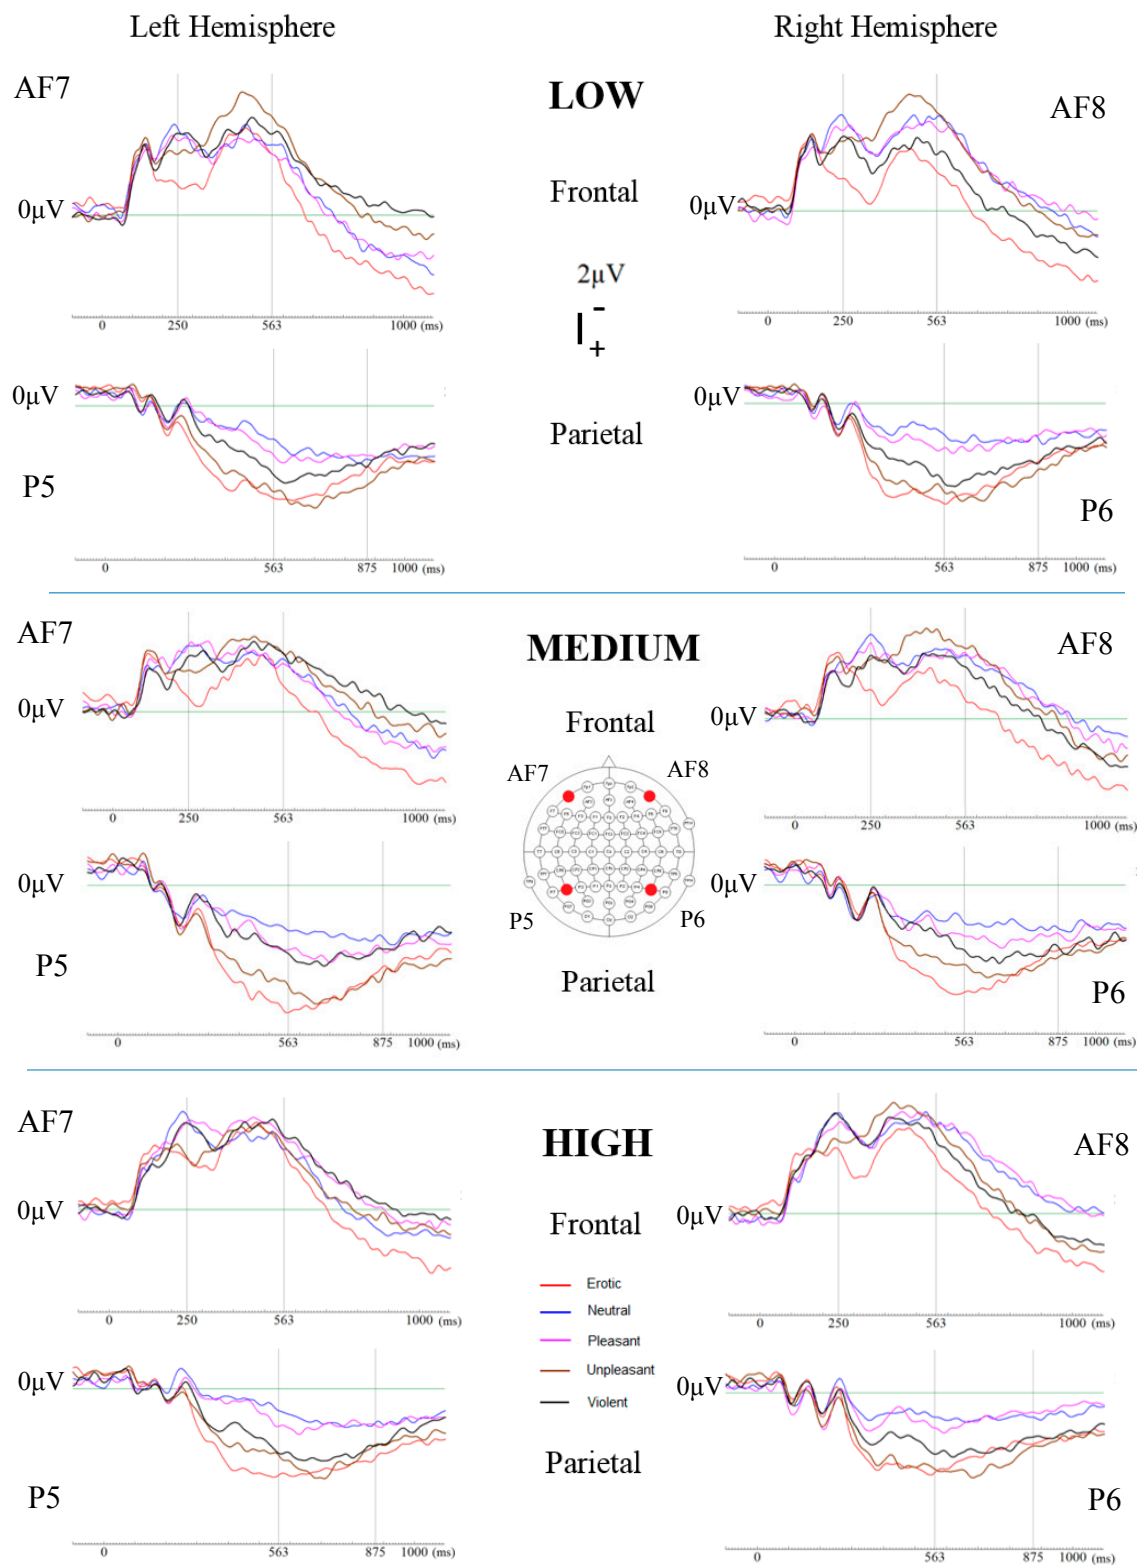 Left Hemisphere
Right Hemisphere
AF7
LOW
AF8
0µV
Frontal
0µV
2µV
-
+
0 250 563 1000 (ms)
0 250 563 1000 (ms)
0µV
0µV
Parietal
P5
P6
0 563 875 1000 (ms)
0 563 875 1000 (ms)
AF7
MEDIUM
AF8
0µV
Frontal
0µV
AF7
AF8
0 250 563 1000 (ms)
0 250 563 1000 (ms)
0µV
0µV
P5
P6
P5
Parietal
P6
0 563 875 1000 (ms)
0 563 875 1000 (ms)
AF7
HIGH
AF8
0µV
Frontal
0µV
Erotic
Neutral
Pleasant
Unpleasant
Violent
0 250 563 1000 (ms)
0 250 563 1000 (ms)
0µV
0µV
Parietal
P5
P6
0 563 875 1000 (ms)
0 563 875 1000 (ms)